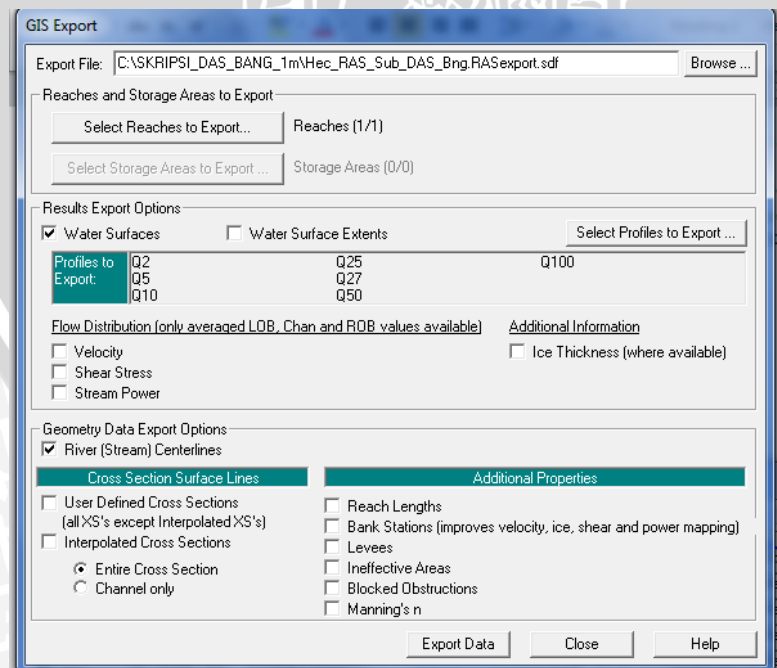 GIS Export
Export File: C:\SKRIPSI_DAS_BANG_1m\Hec_RAS_Sub_DAS_Bng.RASexport.sdf Browse ...
Reaches and Storage Areas to Export
Select Reaches to Export... Reaches (1/1)
Select Storage Areas to Export ... Storage Areas (0/0)
Results Export Options
Water Surfaces Water Surface Extents Select Profiles to Export ...
Profiles to Q2 Q25 Q100
Export: Q5 Q27
Q10 Q50
Flow Distribution (only averaged LOB, Chan and ROB values available) Additional Information
Velocity Ice Thickness (where available)
Shear Stress
Stream Power
Geometry Data Export Options
River (Stream) Centerlines
Cross Section Surface Lines Additional Properties
User Defined Cross Sections Reach Lengths
(all XS's except Interpolated XS's) Bank Stations (improves velocity, ice, shear and power mapping)
Interpolated Cross Sections Levees
Entire Cross Section Ineffective Areas
Channel only Blocked Obstructions
Manning's n
Export Data Close Help